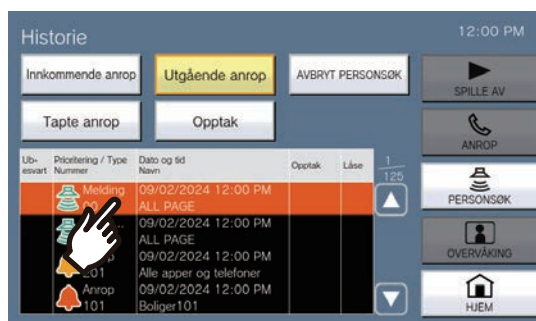 Historie
12:00 PM
Innkommende anrop
Utgående anrop
AVBRYT PERSONSØK
Tapte anrop
Opptak
SPILLE AV
ANROP
PERSONSØK
OVERVÅKING
HJEM
Ub-
esvart
Prioritering / Type
Nummer
Dato og tid
Navn
Opptak
Låse
1
125
Melding
09/02/2024 12:00 PM
00
ALL PAGE
09/02/2024 12:00 PM
ALL PAGE
09/02/2024 12:00 PM
201
Alle apper og telefoner
Anrop
09/02/2024 12:00 PM
101
Boliger101